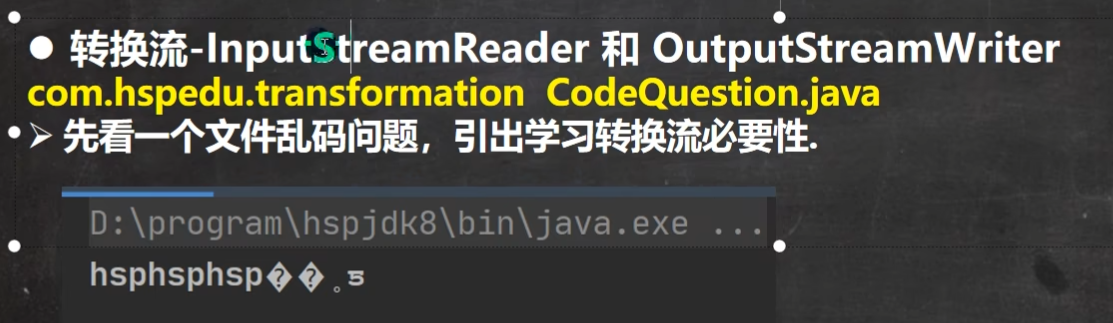 ● 转换流-InputStreamReader 和 OutputStreamWriter
com.hspedu.transformation CodeQuestion.java
➢ 先看一个文件乱码问题，引出学习转换流必要性.
D:\program\hspjdk8\bin\java.exe ...
hsphsphsp��